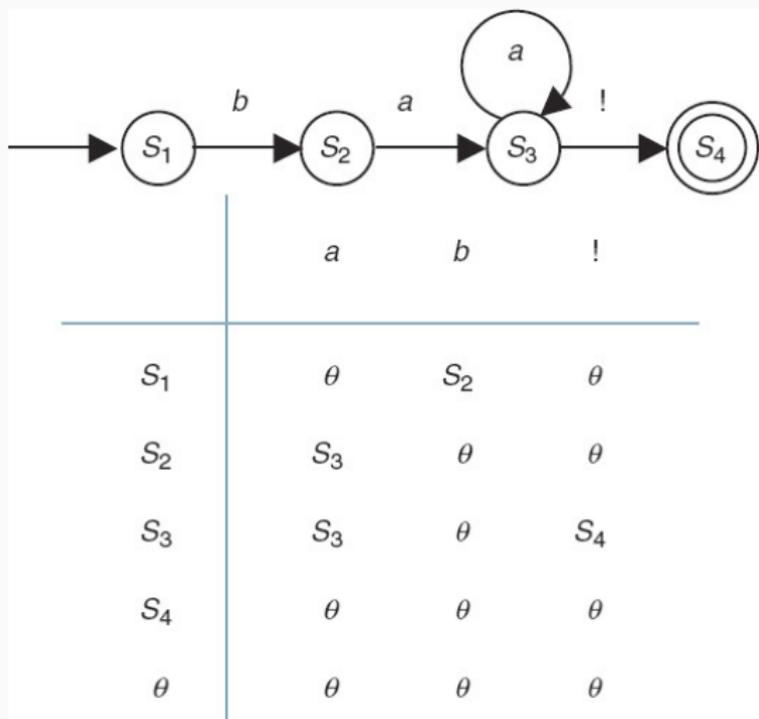 a
b a !
S₁ S₂ S₃ S₄
a b !
S₁ θ S₂ θ
S₂ S₃ θ θ
S₃ S₃ θ S₄
S₄ θ θ θ
θ θ θ θ